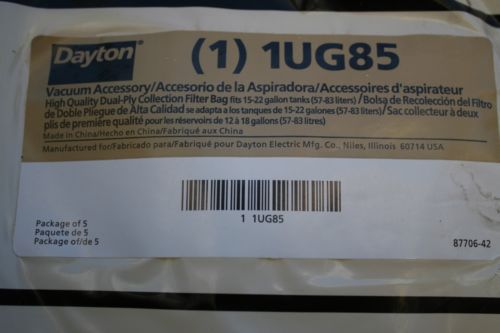 Dayton®
(1) 1UG85
Vacuum Accessory/Accesorio de la Aspiradora/Accessoires d'aspirateur
High Quality Dual-Ply Collection Filter Bag fits 15-22 gallon tanks (57-83 liters) / Bolsa de Recolección del Filtro
de Doble Pliegue de Alta Calidad se adapta a los tanques de 15-22 galones (57-83 liters)/Sac collecteur à deux
plis de première qualité pour les réservoirs de 12 à 18 gallons (57-83 litres)
Made in China/Hecho en China/Fabriqué aux China
Manufactured for/Fabricado para/Fabriqué pour Dayton Electric Mfg. Co., Niles, Illinois 60714 USA
1 1UG85
Package of 5
Paquete de 5
Package of/de 5
87706-42